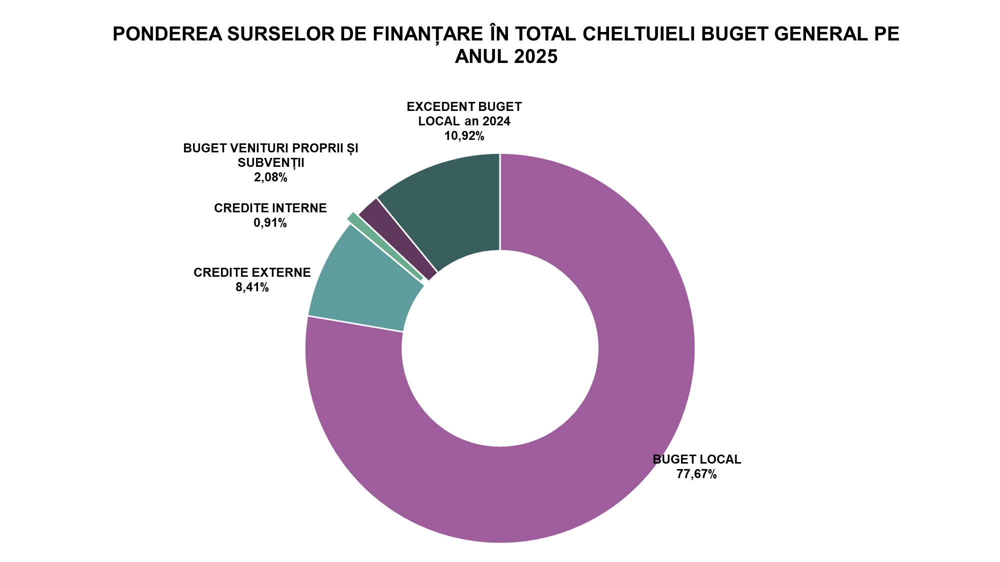 PONDEREA SURSELOR DE FINANȚARE ÎN TOTAL CHELTUIELI BUGET GENERAL PE
ANUL 2025
EXCEDENT BUGET
LOCAL an 2024
10,92%
BUGET VENITURI PROPRII ȘI
SUBVENȚII
2,08%
CREDITE INTERNE
0,91%
CREDITE EXTERNE
8,41%
BUGET LOCAL
77,67%